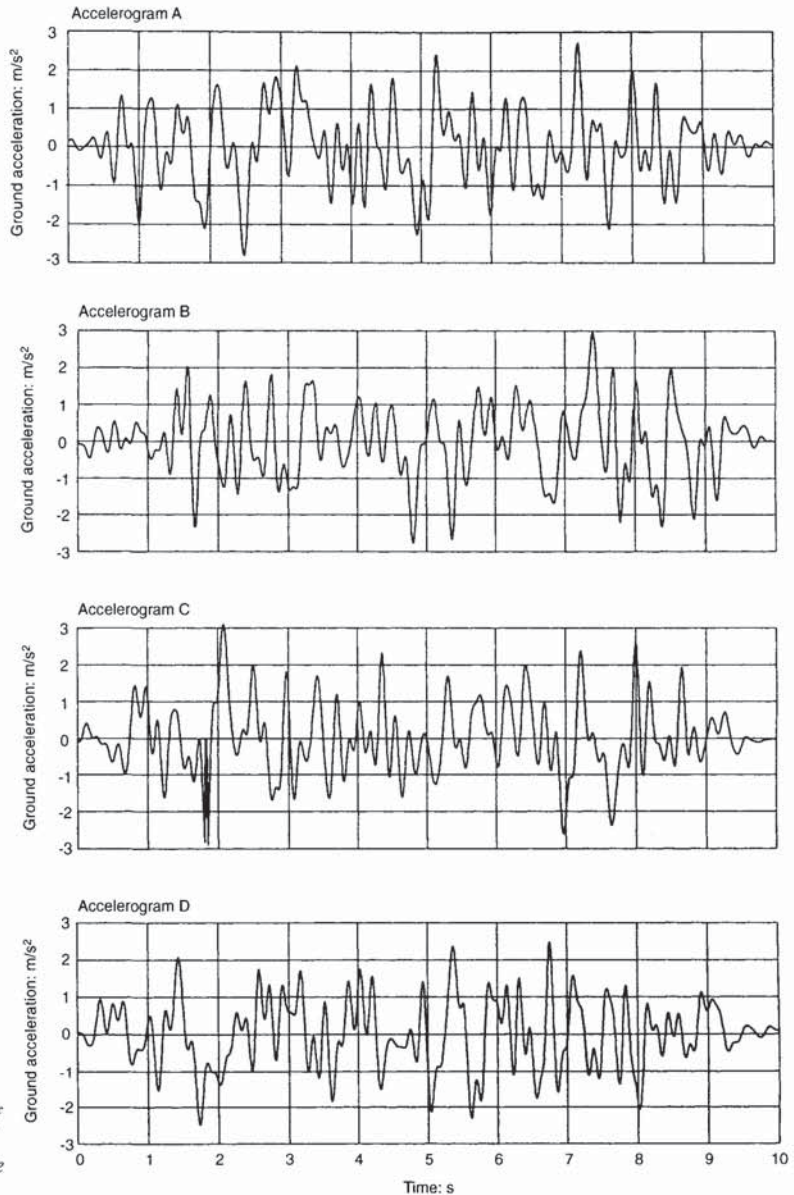 Accelerogram A
Ground acceleration: m/s²
3
2
1
0
-1
-2
-3
Accelerogram B
Ground acceleration: m/s²
3
2
1
0
-1
-2
-3
Accelerogram C
Ground acceleration: m/s²
3
2
1
0
-1
-2
-3
Accelerogram D
Ground acceleration: m/s²
3
2
1
0
-1
-2
-3
0 1 2 3 4 5 6 7 8 9 10
Time: s